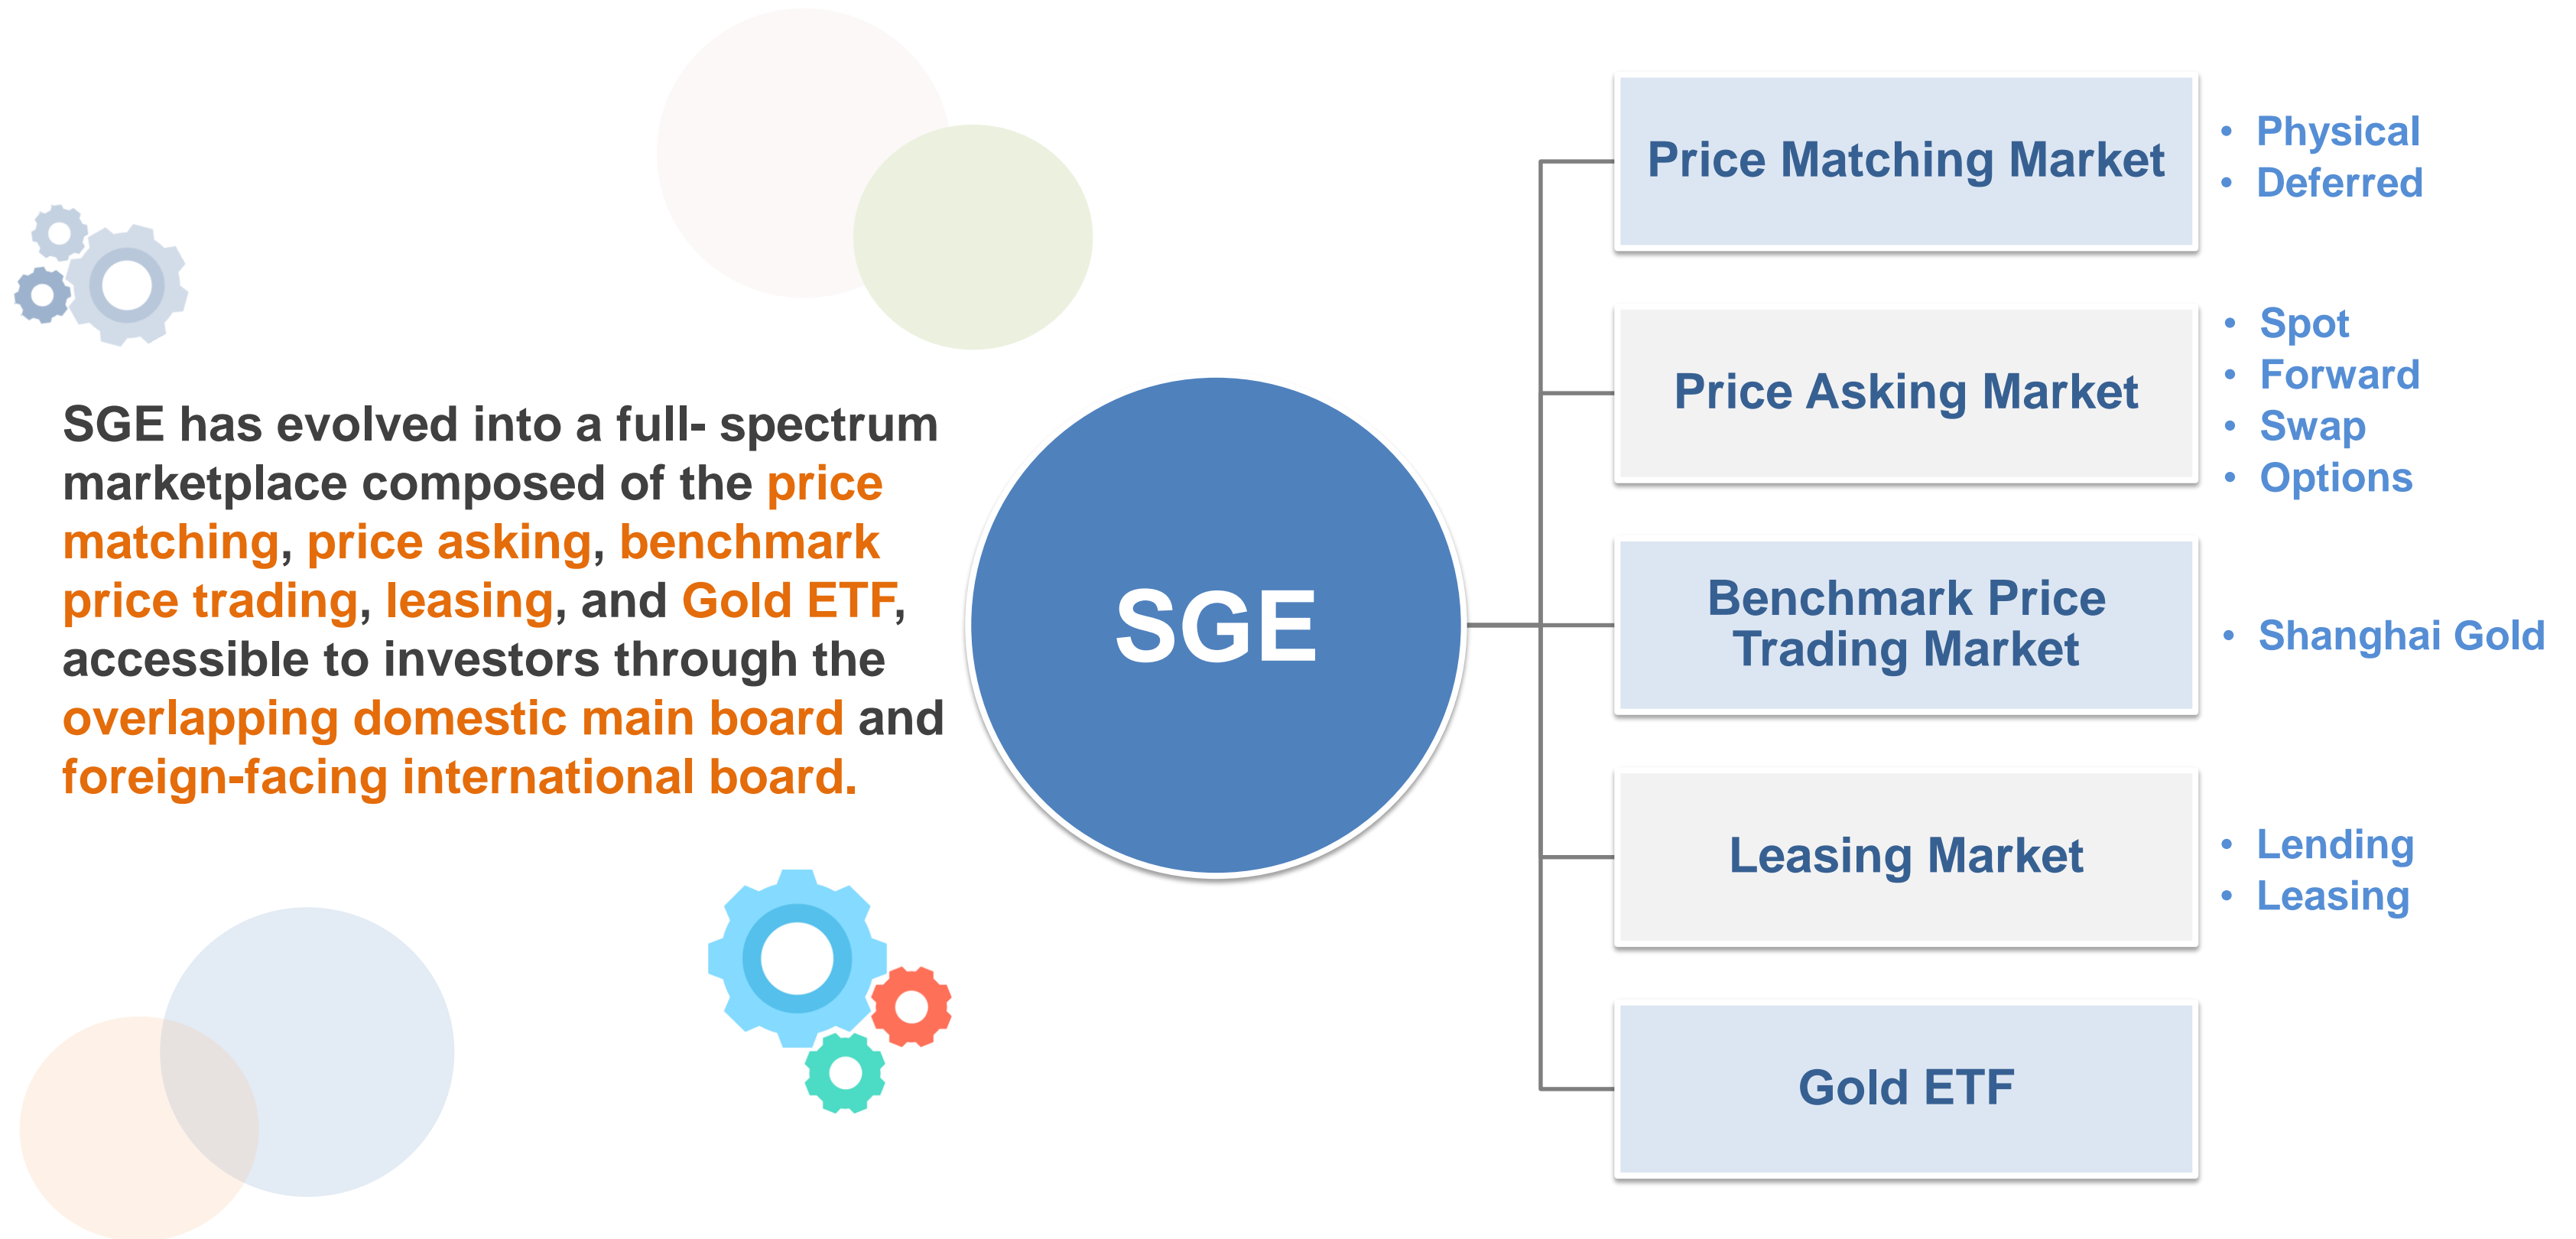 SGE has evolved into a full- spectrum
marketplace composed of the price
matching, price asking, benchmark
price trading, leasing, and Gold ETF,
accessible to investors through the
overlapping domestic main board and
foreign-facing international board.
SGE
Price Matching Market
• Physical
• Deferred
Price Asking Market
• Spot
• Forward
• Swap
• Options
Benchmark Price
Trading Market
• Shanghai Gold
Leasing Market
• Lending
• Leasing
Gold ETF